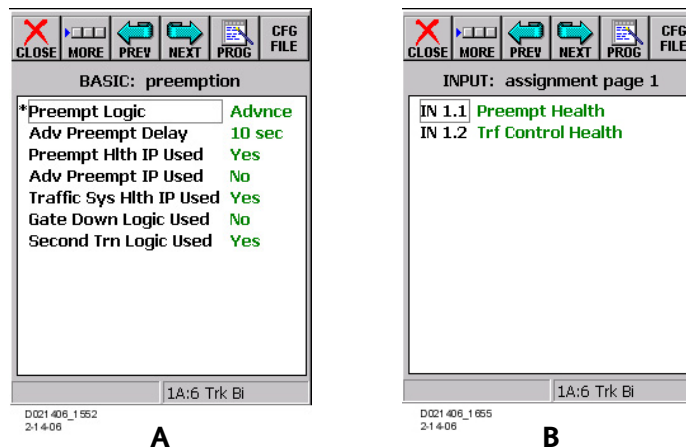 CLOSE MORE PREV NEXT PROG CFG FILE
BASIC: preemption
*Preempt Logic Advnce
Adv Preempt Delay 10 sec
Preempt Hlth IP Used Yes
Adv Preempt IP Used No
Traffic Sys Hlth IP Used Yes
Gate Down Logic Used No
Second Trn Logic Used Yes
1A:6 Trk Bi
D021406_1552
2-14-06
A
CLOSE MORE PREV NEXT PROG CFG FILE
INPUT: assignment page 1
IN 1.1 Preempt Health
IN 1.2 Trf Control Health
1A:6 Trk Bi
D021406_1655
2-14-06
B